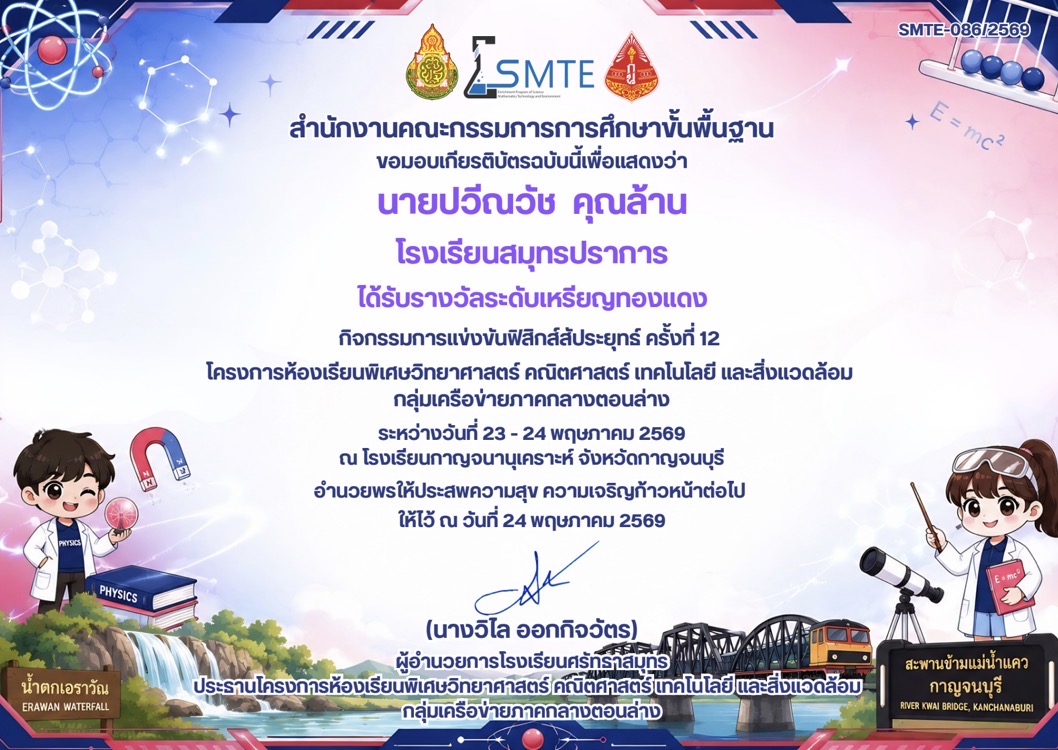 SMTE-086/2569
SMTE
Enrichment Program of Science
Mathematics Technology and Environment
E = mc²
สำนักงานคณะกรรมการการศึกษาขั้นพื้นฐาน
ขอมอบเกียรติบัตรฉบับนี้เพื่อแสดงว่า
นายปวีณวัช คุณล้าน
โรงเรียนสมุทรปราการ
ได้รับรางวัลระดับเหรียญทองแดง
กิจกรรมการแข่งขันฟิสิกส์สัประยุทธ์ ครั้งที่ 12
โครงการห้องเรียนพิเศษวิทยาศาสตร์ คณิตศาสตร์ เทคโนโลยี และสิ่งแวดล้อม
กลุ่มเครือข่ายภาคกลางตอนล่าง
ระหว่างวันที่ 23 - 24 พฤษภาคม 2569
ณ โรงเรียนกาญจนานุเคราะห์ จังหวัดกาญจนบุรี
อำนวยพรให้ประสพความสุข ความเจริญก้าวหน้าต่อไป
ให้ไว้ ณ วันที่ 24 พฤษภาคม 2569
PHYSICS
PHYSICS
E = mc²
(นางวิไล ออกกิจวัตร)
ผู้อำนวยการโรงเรียนศรัทธาสมุทร
ประธานโครงการห้องเรียนพิเศษวิทยาศาสตร์ คณิตศาสตร์ เทคโนโลยี และสิ่งแวดล้อม
กลุ่มเครือข่ายภาคกลางตอนล่าง
น้ำตกเอราวัณ
ERAWAN WATERFALL
สะพานข้ามแม่น้ำแคว
กาญจนบุรี
RIVER KWAI BRIDGE, KANCHANABURI